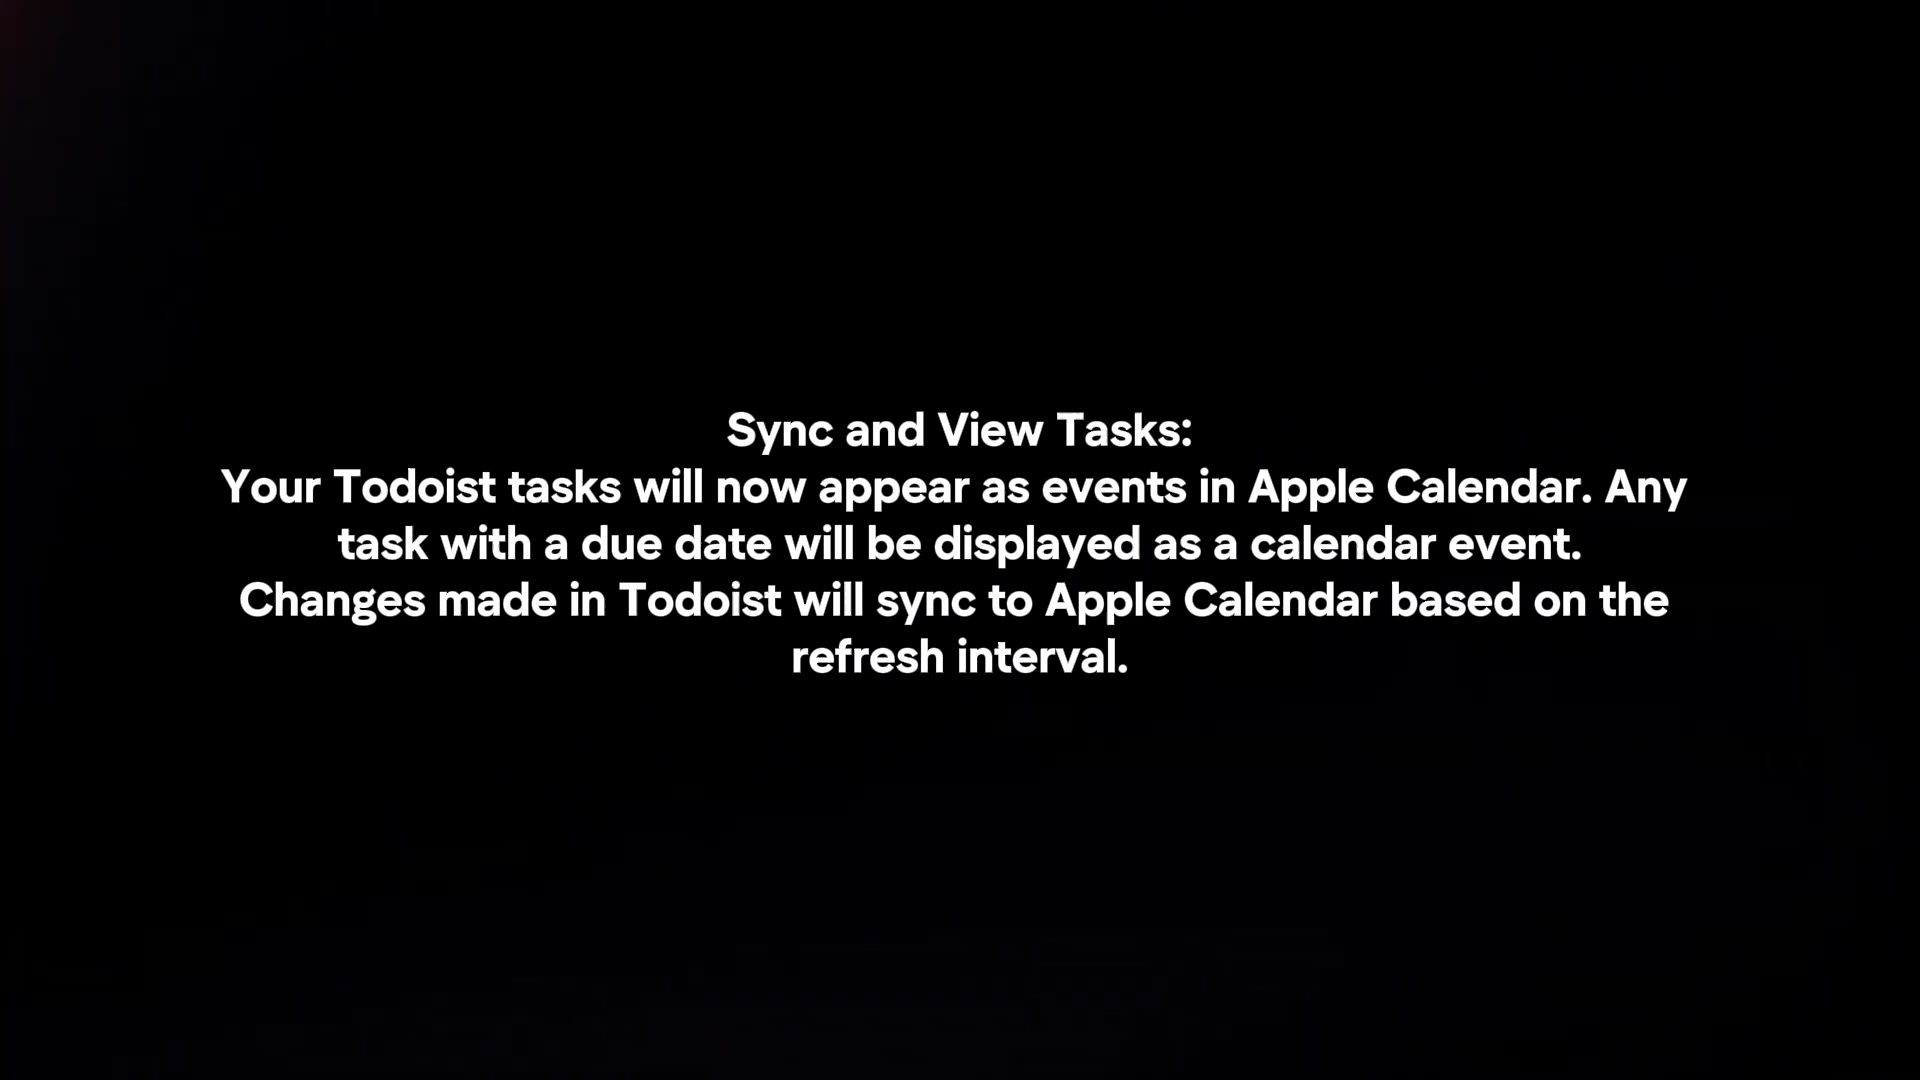 Sync and View Tasks:
Your Todoist tasks will now appear as events in Apple Calendar. Any
task with a due date will be displayed as a calendar event.
Changes made in Todoist will sync to Apple Calendar based on the
refresh interval.